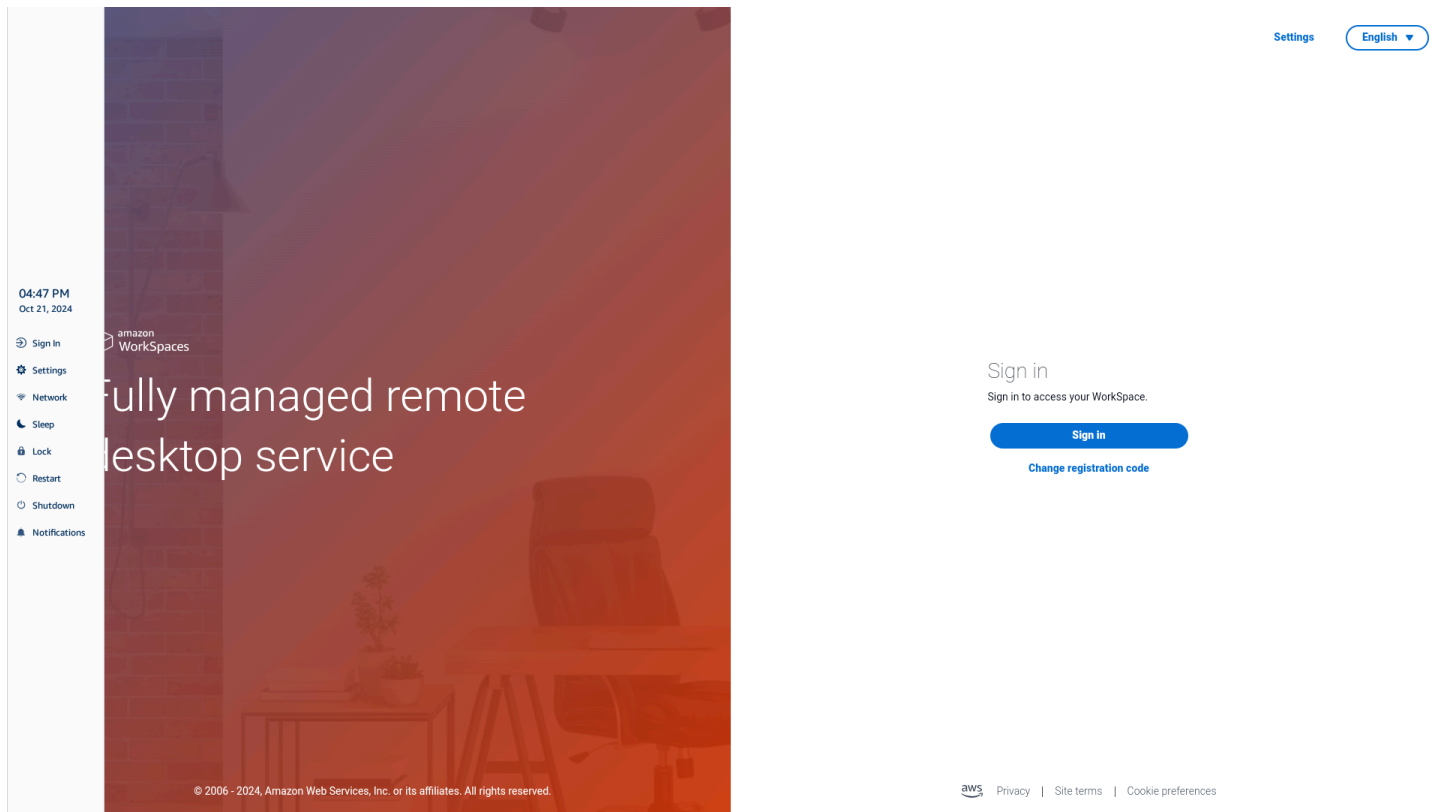 04:47 PM
Oct 21, 2024
Sign In
Settings
Network
Sleep
Lock
Restart
Shutdown
Notifications
amazon
WorkSpaces
Fully managed remote
desktop service
© 2006 - 2024, Amazon Web Services, Inc. or its affiliates. All rights reserved.
Settings
English
Sign in
Sign in to access your WorkSpace.
Sign in
Change registration code
aws Privacy | Site terms | Cookie preferences